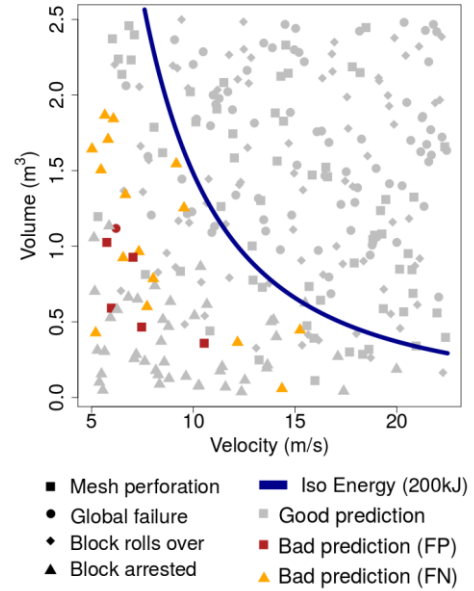 2.5
2.0
1.5
1.0
0.5
0.0
Volume (m³)
5 10 15 20
Velocity (m/s)
Mesh perforation
Global failure
Block rolls over
Block arrested
Iso Energy (200kJ)
Good prediction
Bad prediction (FP)
Bad prediction (FN)